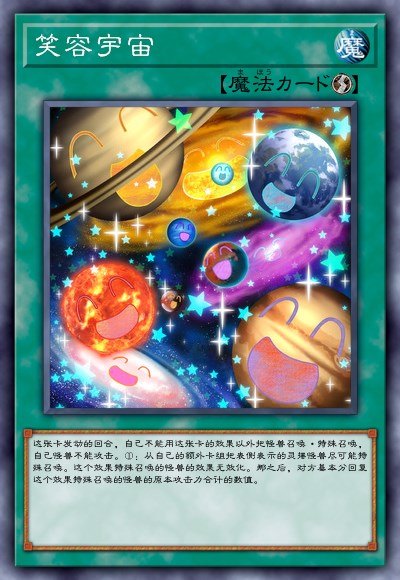 笑容宇宙
魔
【魔法カード】
まほう
这张卡发动的回合，自己不能用这张卡的效果以外把怪兽召唤·特殊召唤，
自己怪兽不能攻击。①：从自己的额外卡组把表侧表示的灵摆怪兽尽可能特
殊召唤。这个效果特殊召唤的怪兽的效果无效化。那之后，对方基本分回复
这个效果特殊召唤的怪兽的原本攻击力合计的数值。